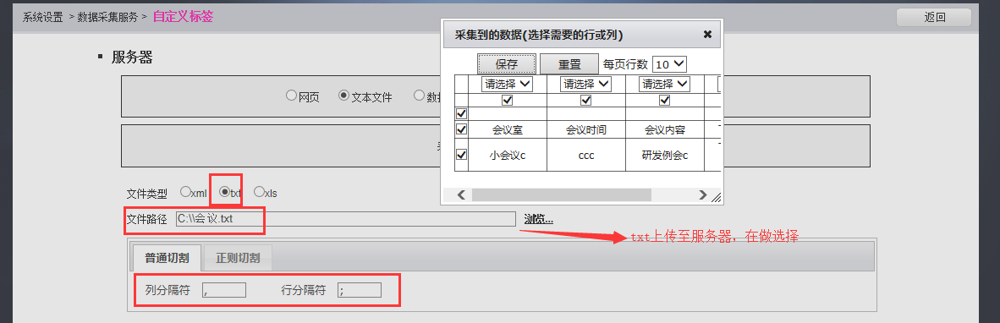 系统设置 > 数据采集服务 > 自定义标签
返回
采集到的数据(选择需要的行或列)
保存 重置 每页行数 10
请选择 请选择 请选择
会议室 会议时间 会议内容
小会议c ccc 研发例会c
服务器
网页 文本文件
文件类型 xml txt xls
文件路径 C:\\会议.txt 浏览...
txt上传至服务器，在做选择
普通切割 正则切割
列分隔符 , 行分隔符 ;